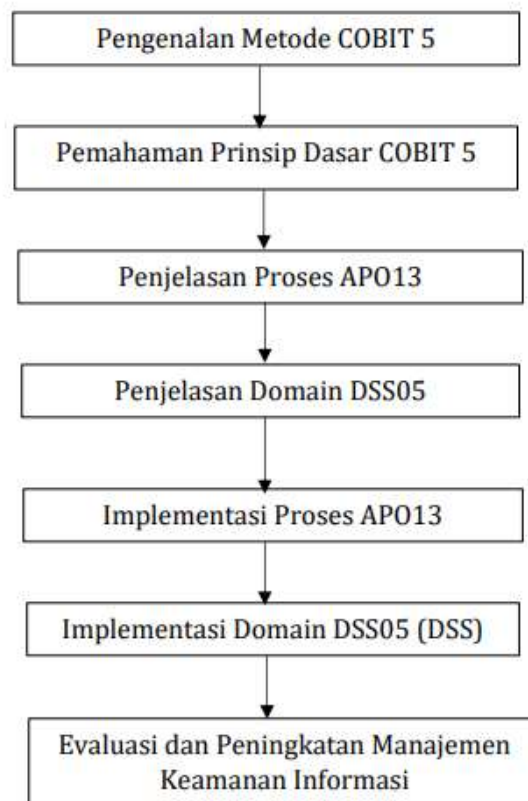 Pengenalan Metode COBIT 5
Pemahaman Prinsip Dasar COBIT 5
Penjelasan Proses APO13
Penjelasan Domain DSS05
Implementasi Proses APO13
Implementasi Domain DSS05 (DSS)
Evaluasi dan Peningkatan Manajemen
Keamanan Informasi